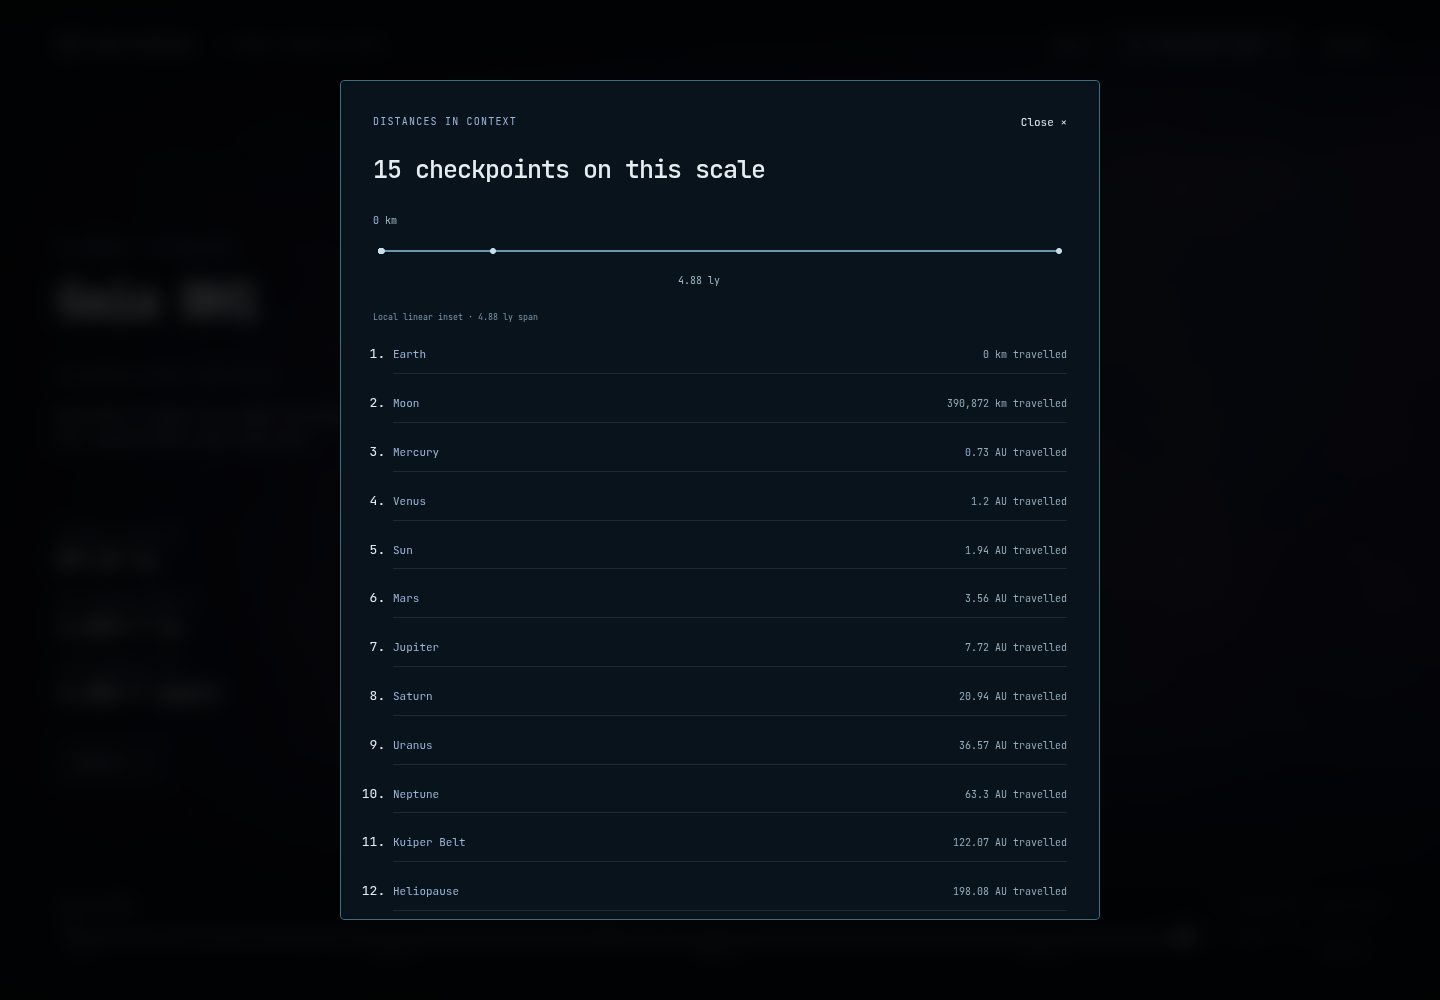 DISTANCES IN CONTEXT
Close ×
15 checkpoints on this scale
0 km
4.88 ly
Local linear inset · 4.88 ly span
1. Earth 0 km travelled
2. Moon 390,872 km travelled
3. Mercury 0.73 AU travelled
4. Venus 1.2 AU travelled
5. Sun 1.94 AU travelled
6. Mars 3.56 AU travelled
7. Jupiter 7.72 AU travelled
8. Saturn 20.94 AU travelled
9. Uranus 36.57 AU travelled
10. Neptune 63.3 AU travelled
11. Kuiper Belt 122.07 AU travelled
12. Heliopause 198.08 AU travelled